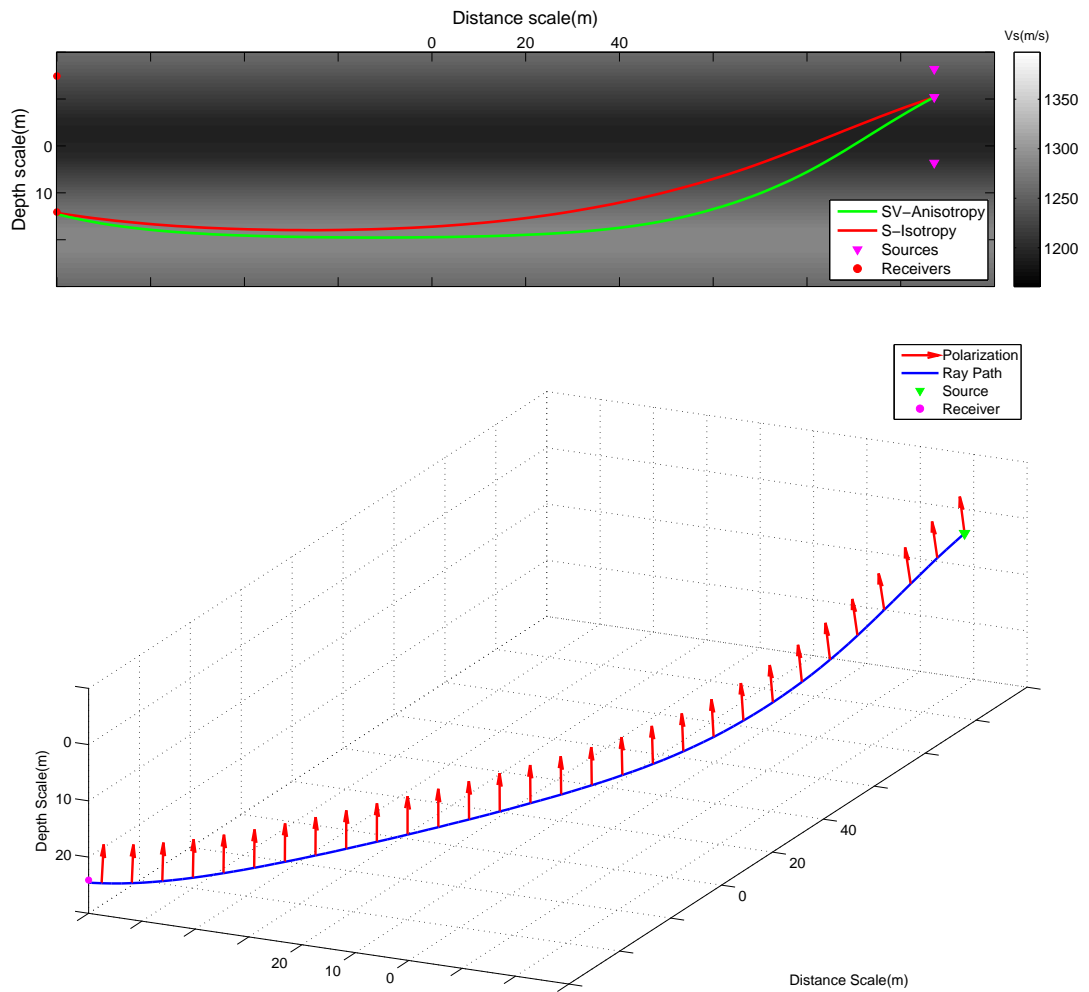 Distance scale(m)
0 20 40
Vs(m/s)
Depth scale(m)
0
10
1350
1300
1250
1200
SV-Anisotropy
S-Isotropy
Sources
Receivers
Polarization
Ray Path
Source
Receiver
Depth Scale(m)
0
10
20
20
10
0
0
20
40
Distance Scale(m)